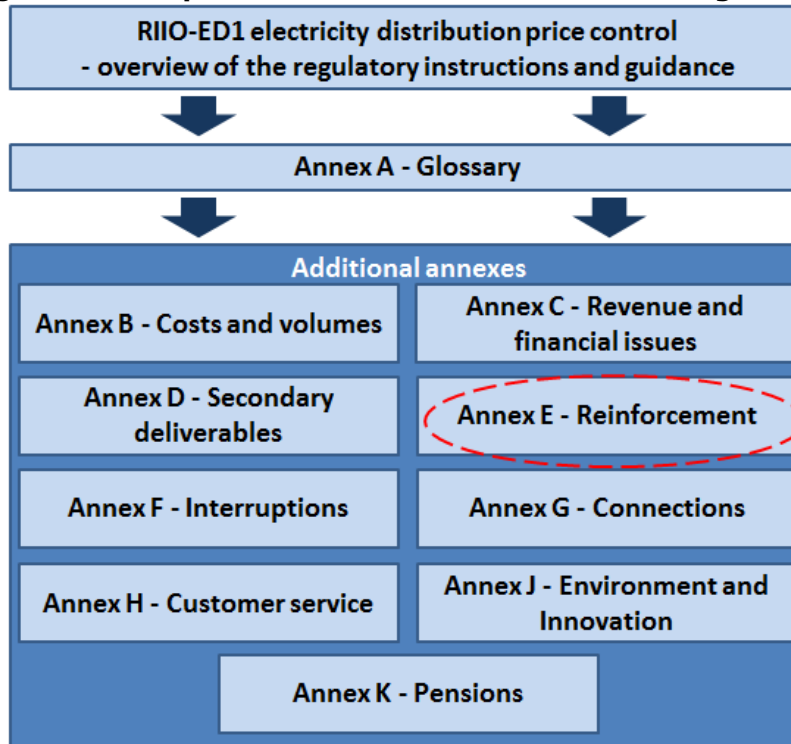 RIIO-ED1 electricity distribution price control
- overview of the regulatory instructions and guidance
Annex A - Glossary
Additional annexes
Annex B - Costs and volumes
Annex C - Revenue and
financial issues
Annex D - Secondary
deliverables
Annex E - Reinforcement
Annex F - Interruptions
Annex G - Connections
Annex H - Customer service
Annex J - Environment and
Innovation
Annex K - Pensions